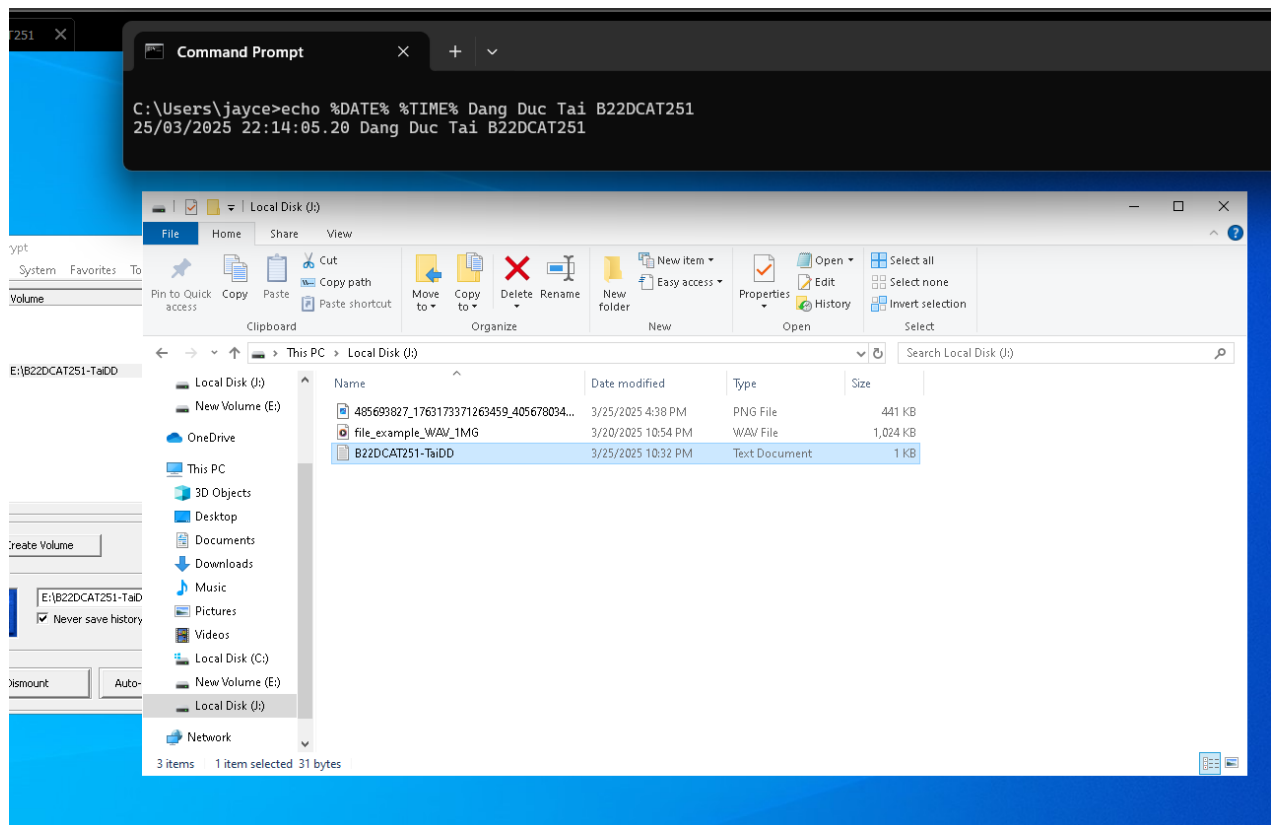 T251
Command Prompt
C:\Users\jayce>echo %DATE% %TIME% Dang Duc Tai B22DCAT251
25/03/2025 22:14:05.20 Dang Duc Tai B22DCAT251
Local Disk (J:)
File Home Share View
Pin to Quick access
Copy
Paste
Cut
Copy path
Paste shortcut
Clipboard
Move to
Copy to
Delete
Rename
Organize
New folder
New item
Easy access
New
Properties
Open
Edit
History
Open
Select all
Select none
Invert selection
Select
This PC > Local Disk (J:)
Search Local Disk (J:)
Name Date modified Type Size
485693827_1763173371263459_405678034... 3/25/2025 4:38 PM PNG File 441 KB
file_example_WAV_1MG 3/20/2025 10:54 PM WAV File 1,024 KB
B22DCAT251-TaiDD 3/25/2025 10:32 PM Text Document 1 KB
Local Disk (J:)
New Volume (E:)
OneDrive
This PC
3D Objects
Desktop
Documents
Downloads
Music
Pictures
Videos
Local Disk (C:)
New Volume (E:)
Local Disk (J:)
Network
3 items 1 item selected 31 bytes
rypt
System Favorites To
Volume
E:\B22DCAT251-TaiDD
Create Volume
E:\B22DCAT251-TaiD
Never save history
Dismount
Auto-